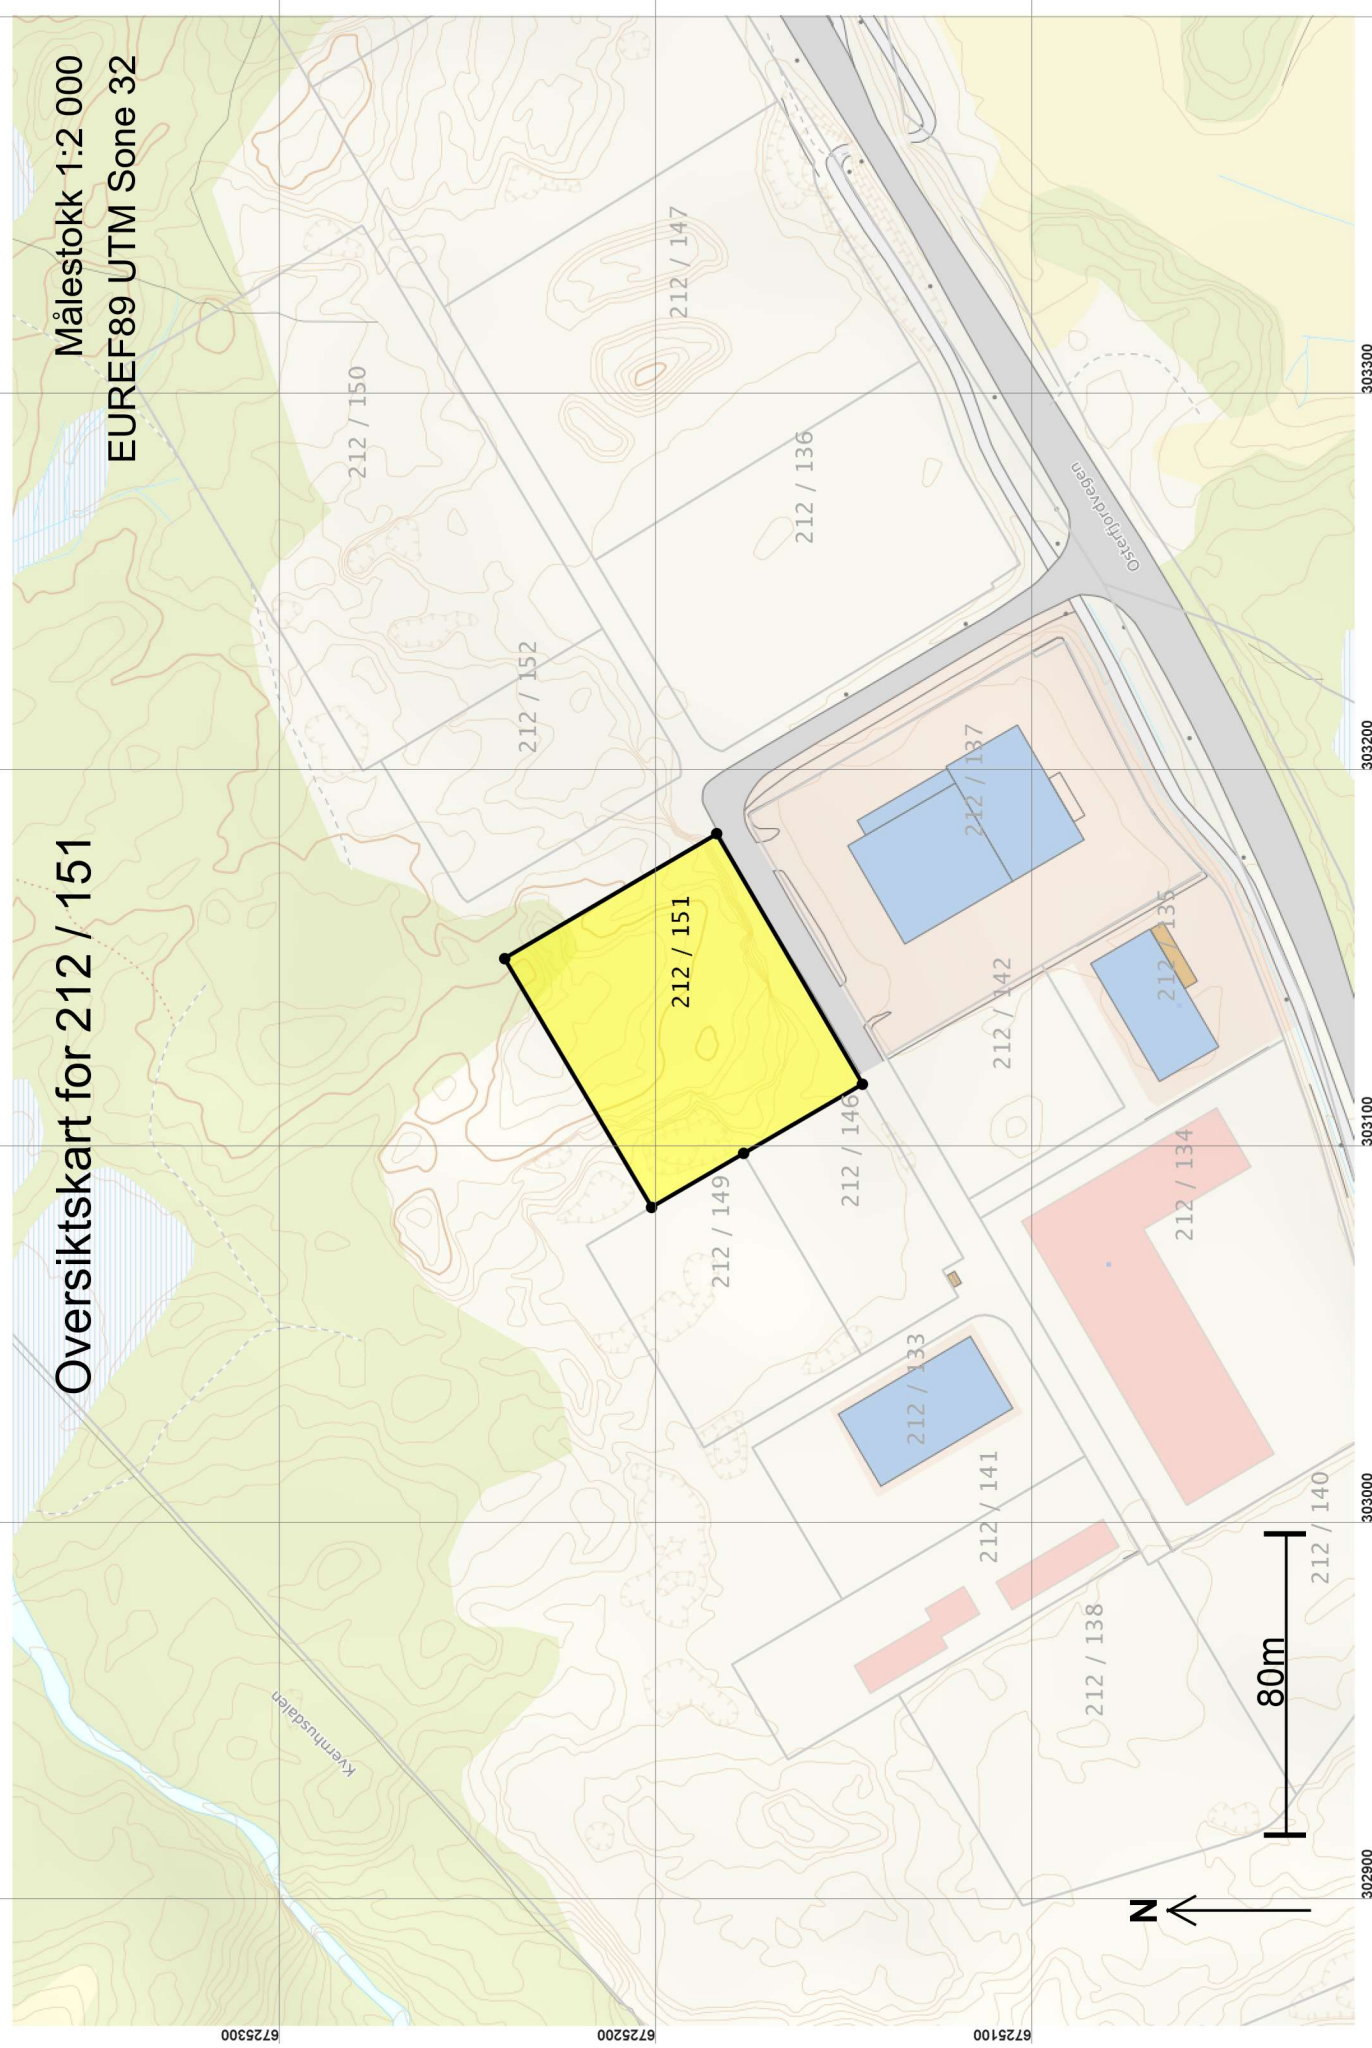 Oversiktskart for 212 / 151
Målestokk 1:2 000
EUREF89 UTM Sone 32
212 / 150
212 / 147
212 / 136
212 / 152
212 / 151
212 / 137
212 / 135
212 / 142
212 / 146
212 / 149
212 / 134
212 / 133
212 / 141
212 / 140
212 / 138
Osterfjordvegen
Kvernhusdalen
80m
N
6725300
6725200
6725100
302900
303000
303100
303200
303300